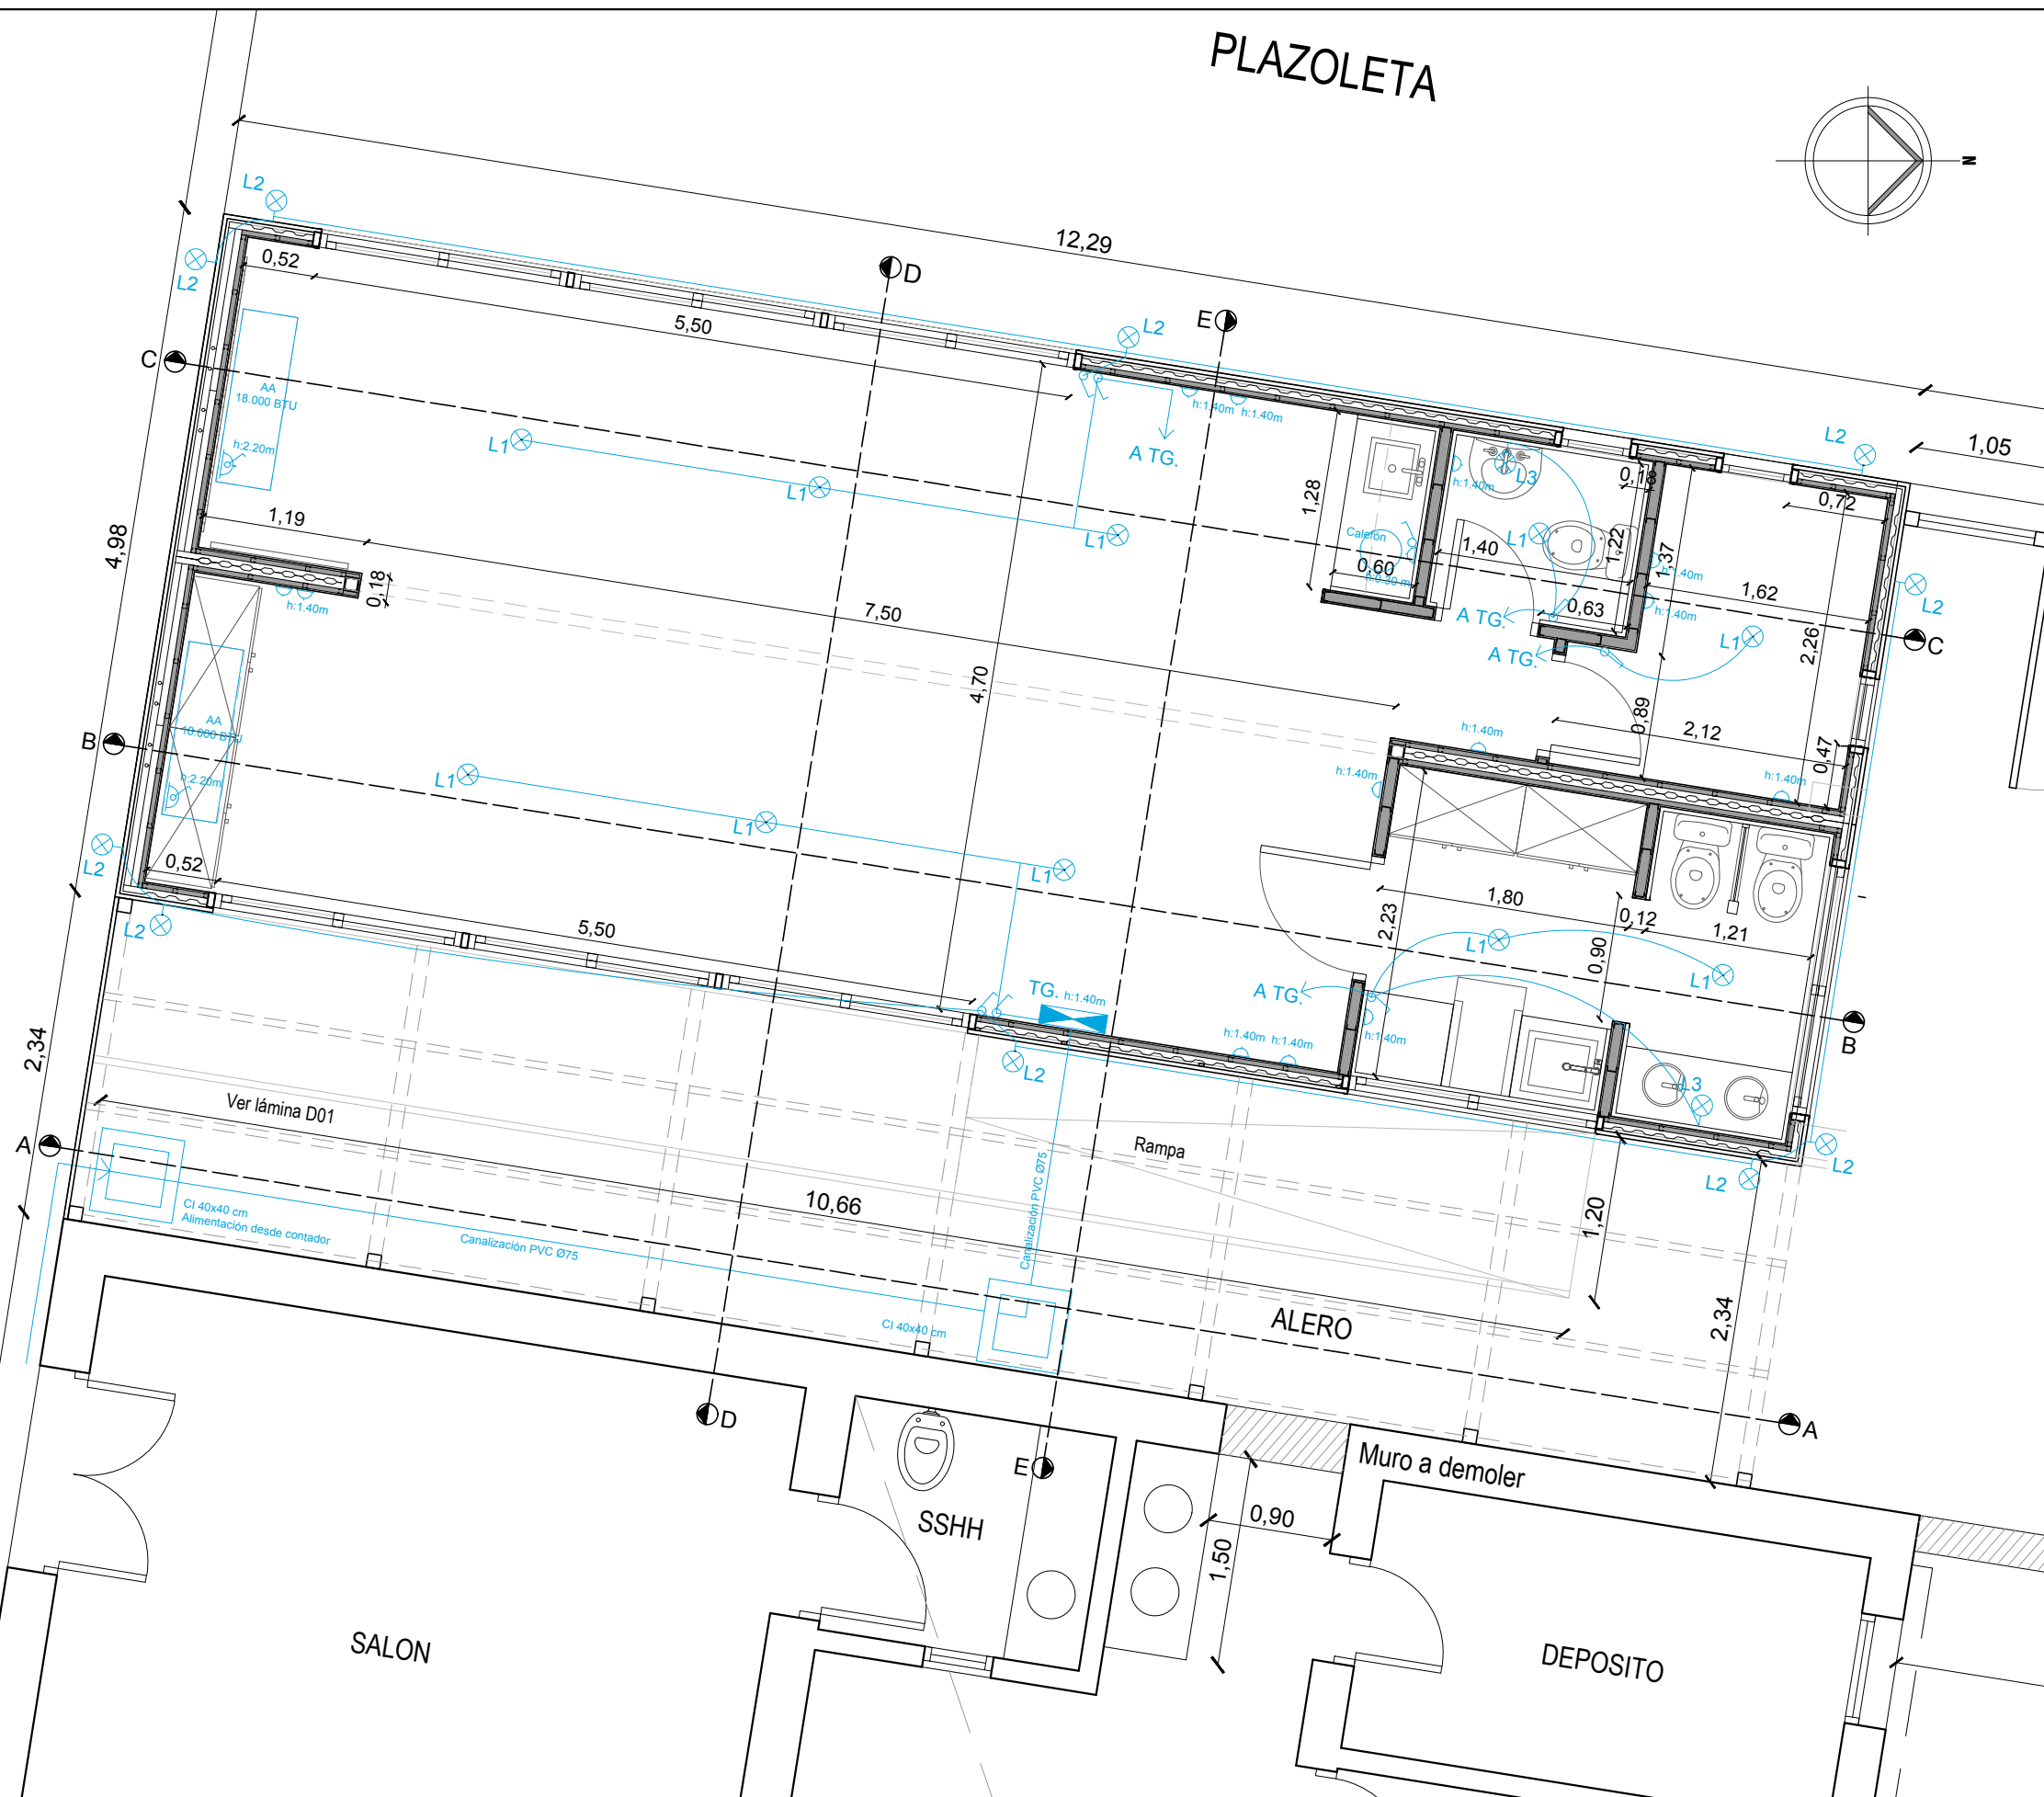 PLAZOLETA
N
12,29
L2
L2
0,52
D
5,50
E
L2
L2
1,05
C
AA
18.000 BTU
h:2.20m
L1
L1
L1
A TG.
h:1.40m
h:1.40m
h:1.40m
L3
0,18
0,72
1,28
Calefón
0,60
h:0.30 m
1,40
L1
1,22
1,37
h:1.40m
h:1.40m
1,62
L2
C
4,98
1,19
0,18
h:1.40m
7,50
A TG.
0,63
A TG.
L1
2,26
4,70
0,89
2,12
0,47
B
AA
18.000 BTU
h:2.20m
L1
L1
L1
h:1.40m
h:1.40m
h:1.40m
L2
0,52
L2
5,50
1,80
0,12
1,21
2,23
0,90
L1
L1
TG. h:1.40m
A TG.
h:1.40m
h:1.40m
h:1.40m
B
L2
L3
L2
L2
2,34
Ver lámina D01
Rampa
A
10,66
1,20
CI 40x40 cm
Alimentación desde contador
Canalización PVC Ø75
Canalización PVC Ø75
CI 40x40 cm
ALERO
2,34
D
A
E
Muro a demoler
SSHH
0,90
1,50
SALON
DEPOSITO